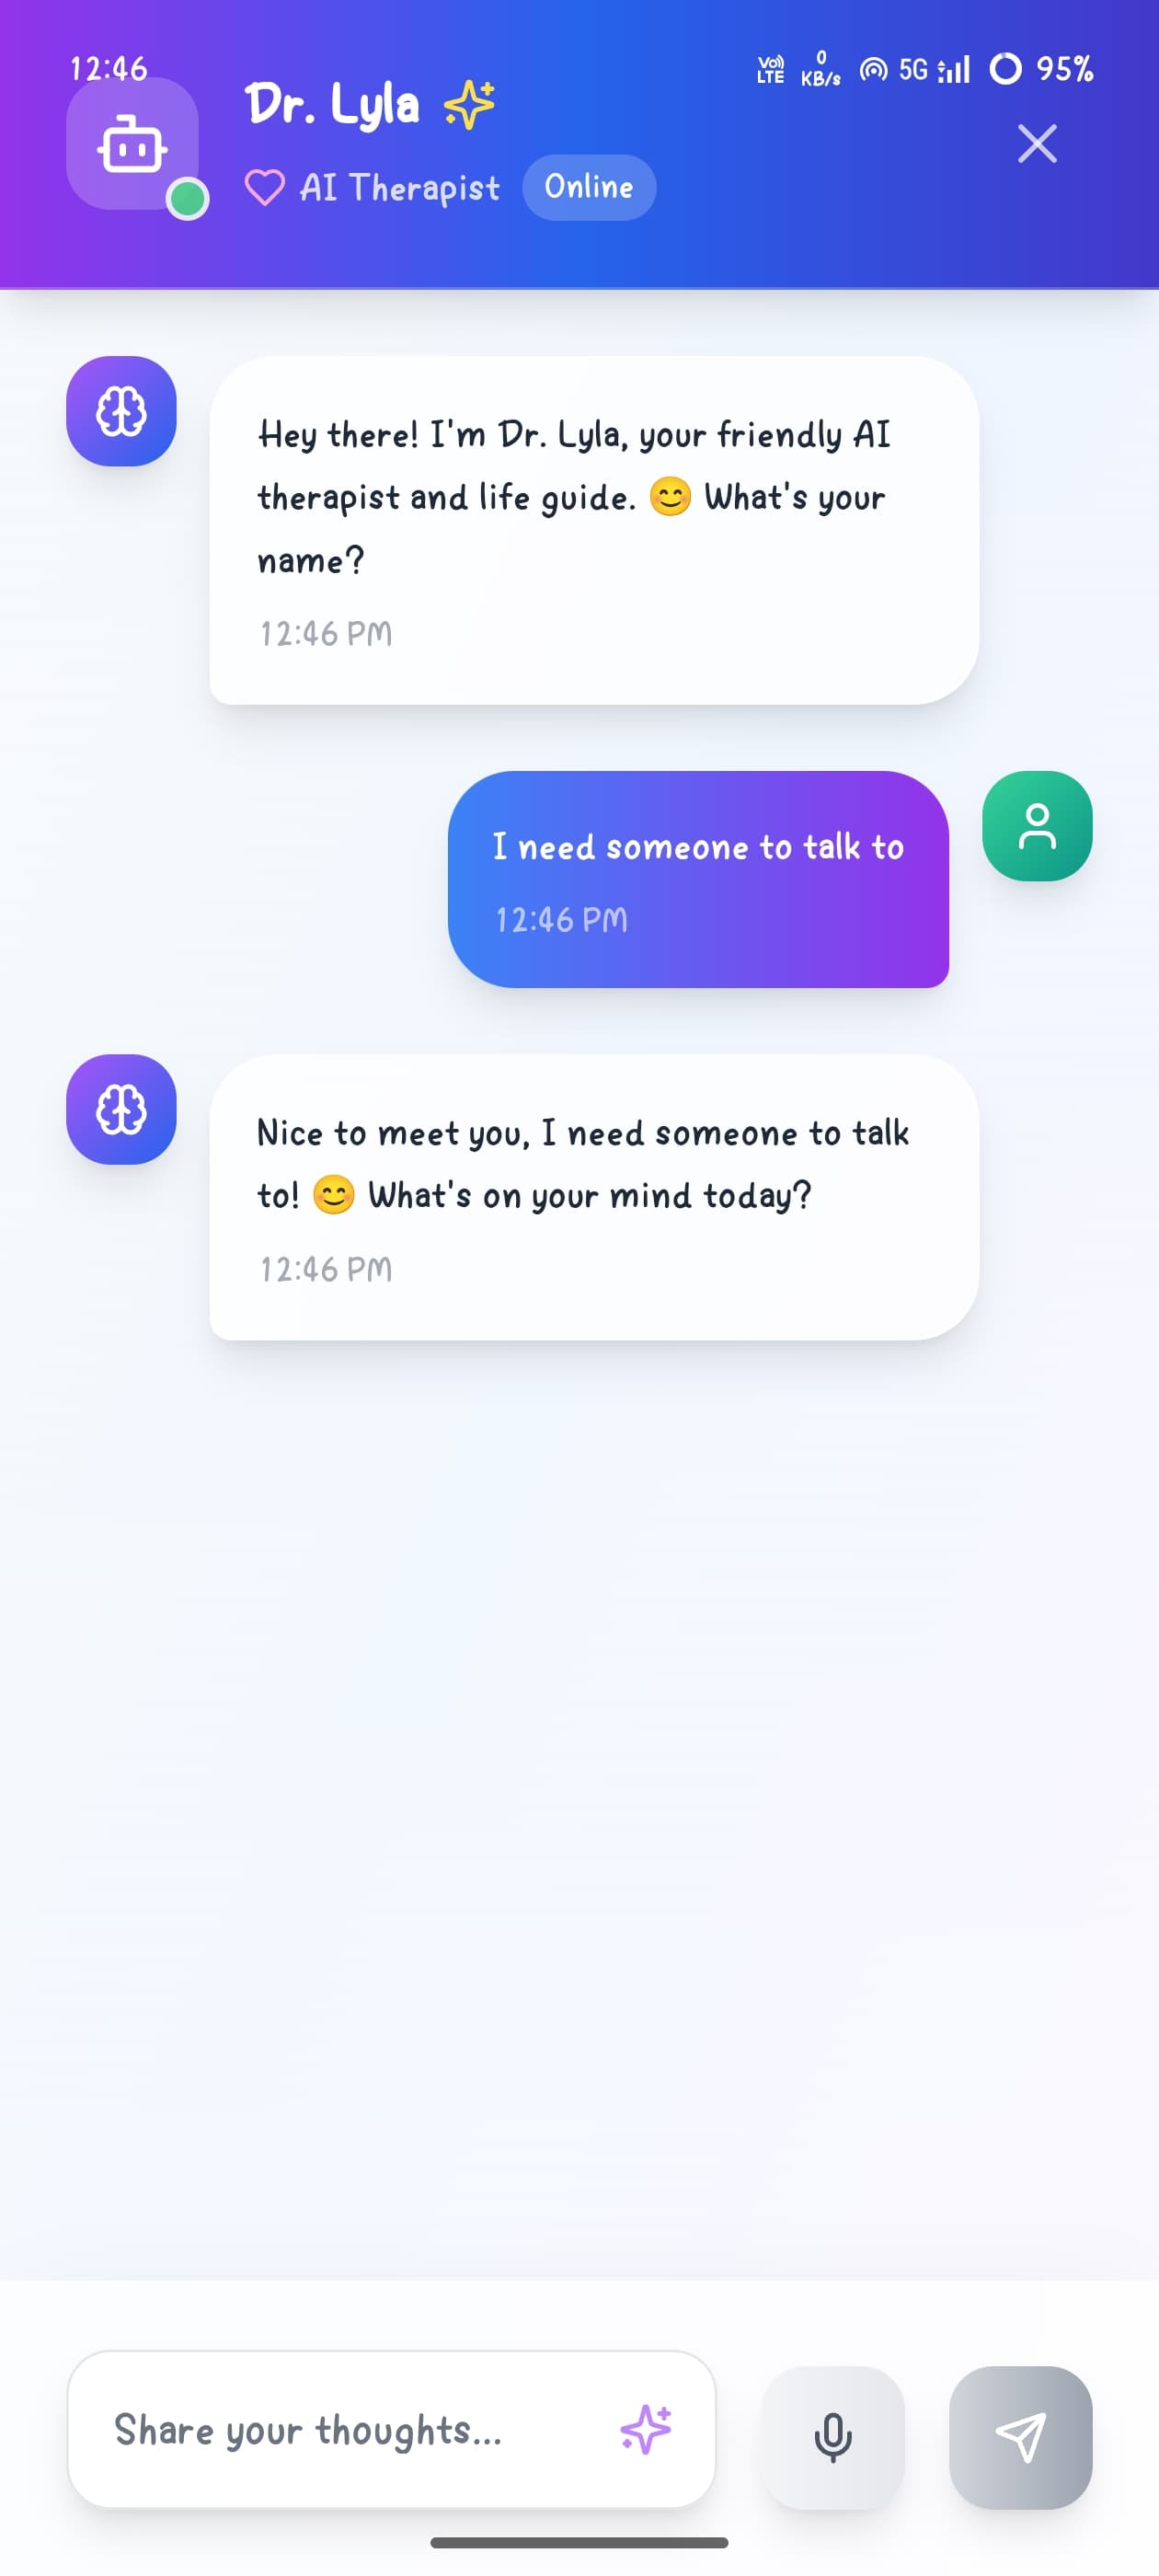 12:46
Vo)) LTE 0 KB/s 5G 95%
Dr. Lyla
AI Therapist Online
Hey there! I'm Dr. Lyla, your friendly AI
therapist and life guide. 😊 What's your
name?
12:46 PM
I need someone to talk to
12:46 PM
Nice to meet you, I need someone to talk
to! 😊 What's on your mind today?
12:46 PM
Share your thoughts...